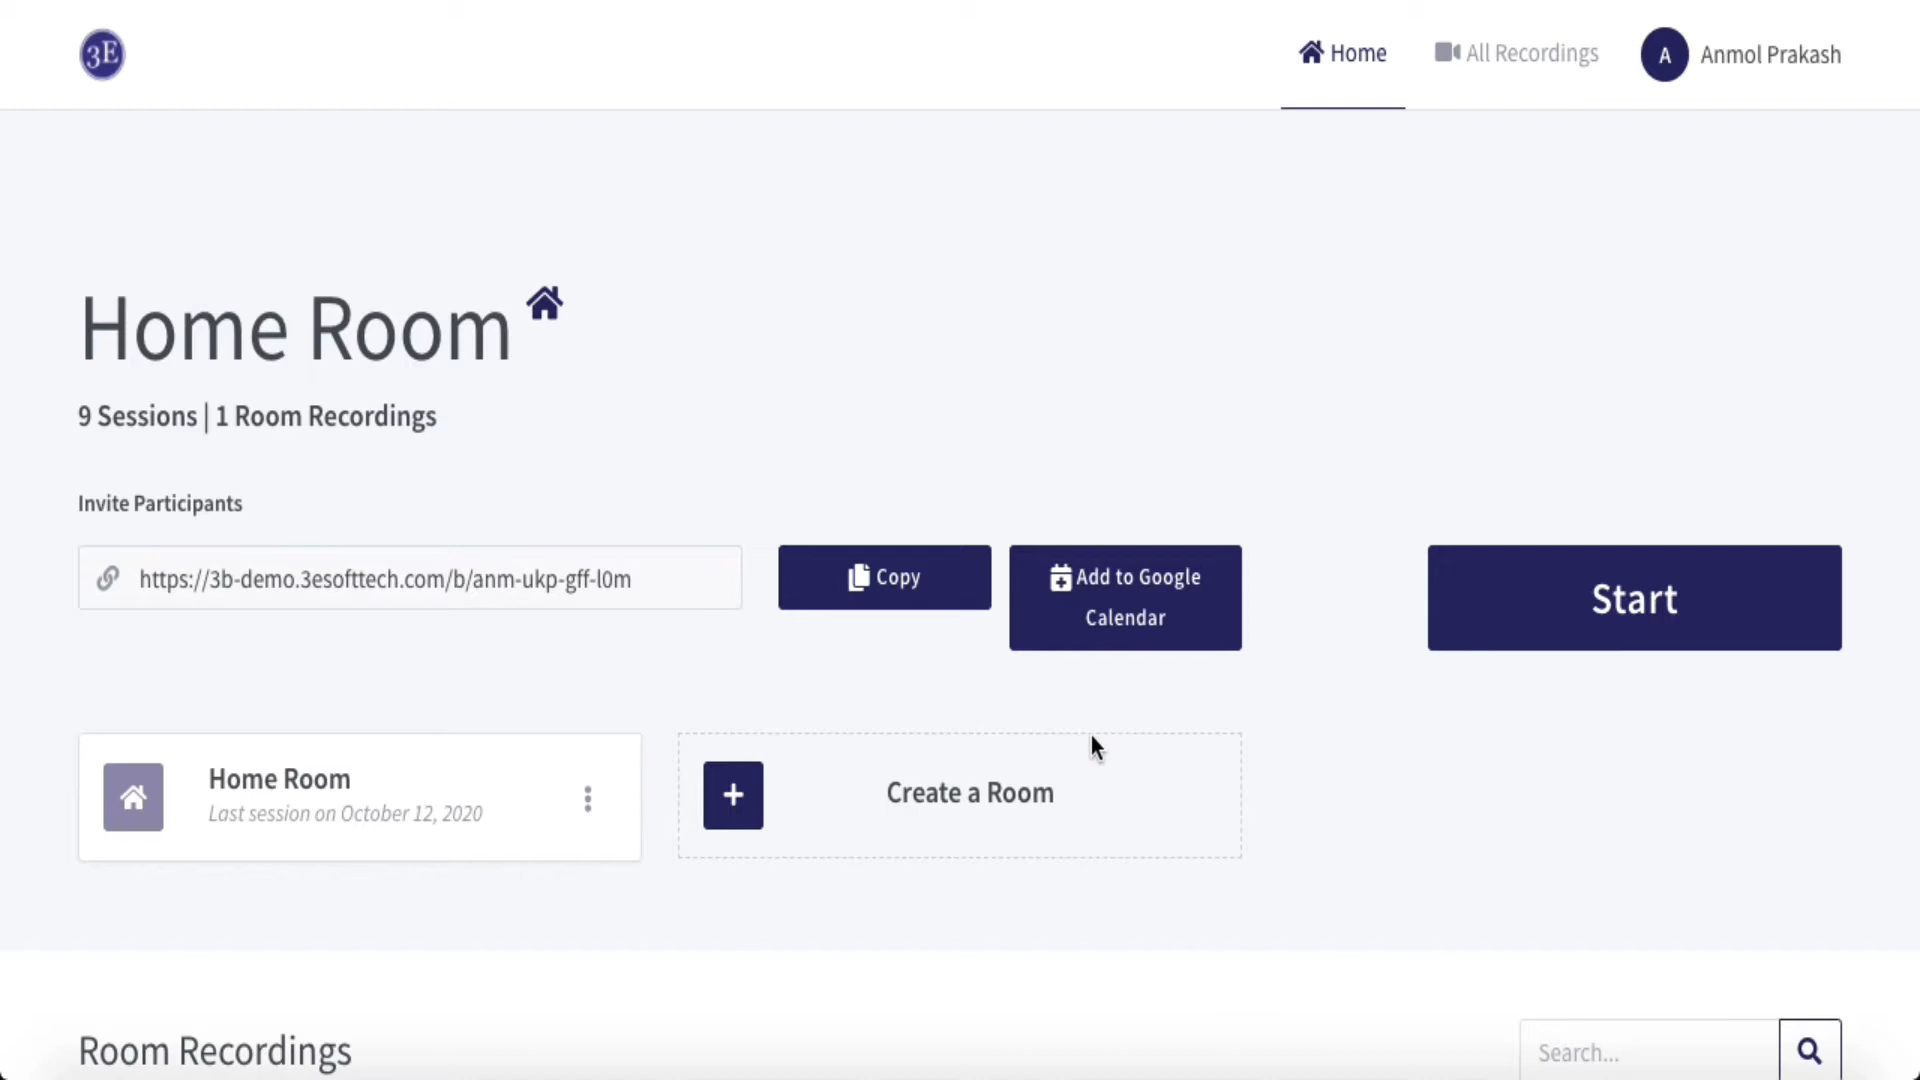 3E
Home
All Recordings
A
Anmol Prakash
Home Room
9 Sessions | 1 Room Recordings
Invite Participants
https://3b-demo.3esofttech.com/b/anm-ukp-gff-l0m
Copy
Add to Google
Calendar
Start
Home Room
Last session on October 12, 2020
Create a Room
Room Recordings
Search...